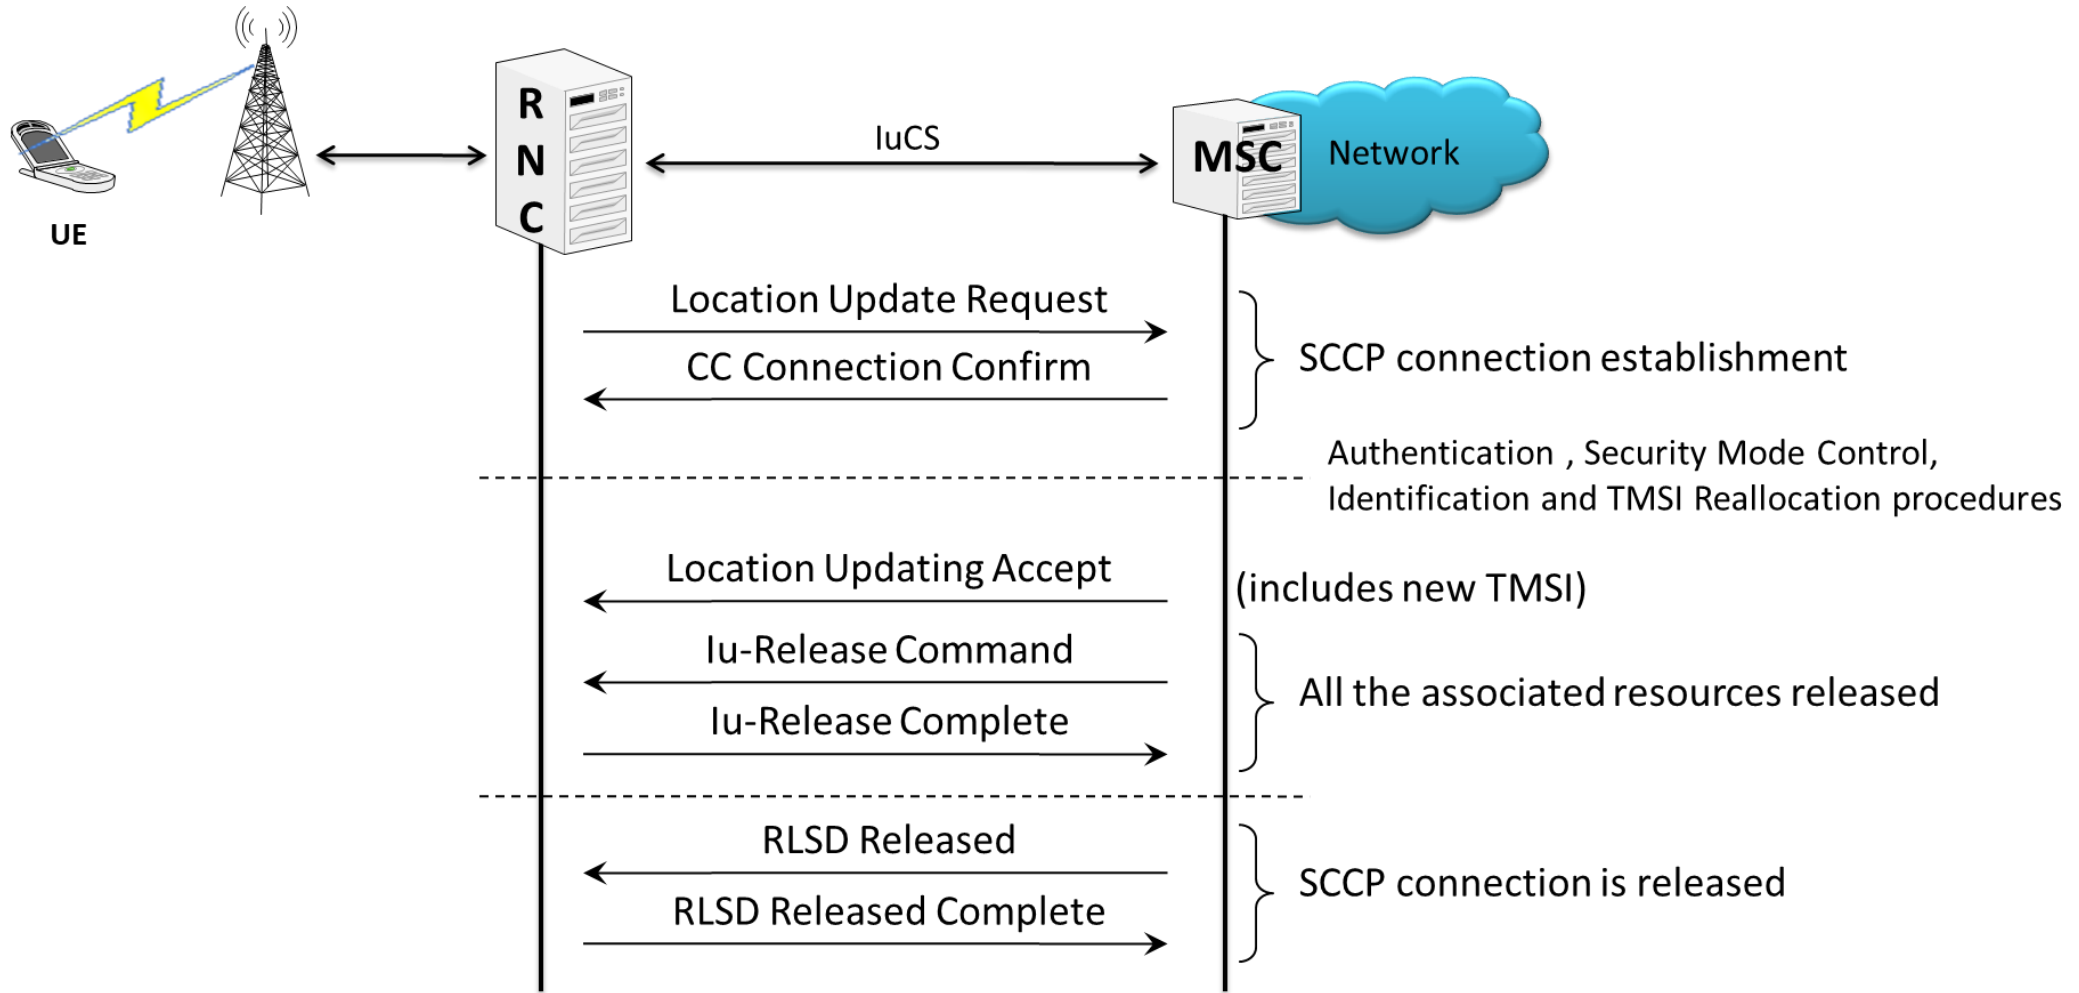 R
N
C
IuCS
MSC
Network
UE
Location Update Request
CC Connection Confirm
SCCP connection establishment
Authentication , Security Mode Control,
Identification and TMSI Reallocation procedures
Location Updating Accept
(includes new TMSI)
Iu-Release Command
Iu-Release Complete
All the associated resources released
RLSD Released
RLSD Released Complete
SCCP connection is released